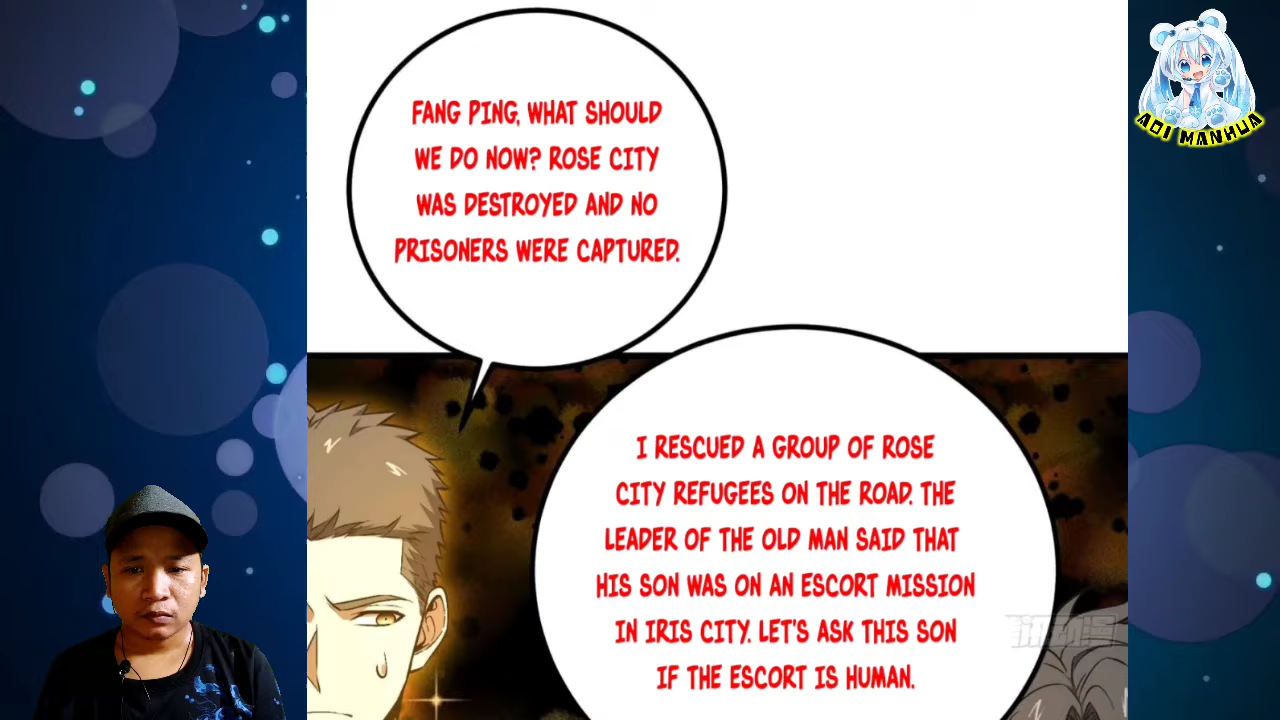 FANG PING, WHAT SHOULD
WE DO NOW? ROSE CITY
WAS DESTROYED AND NO
PRISONERS WERE CAPTURED.
I RESCUED A GROUP OF ROSE
CITY REFUGEES ON THE ROAD. THE
LEADER OF THE OLD MAN SAID THAT
HIS SON WAS ON AN ESCORT MISSION
IN IRIS CITY. LET'S ASK THIS SON
IF THE ESCORT IS HUMAN.
AOI MANHUA